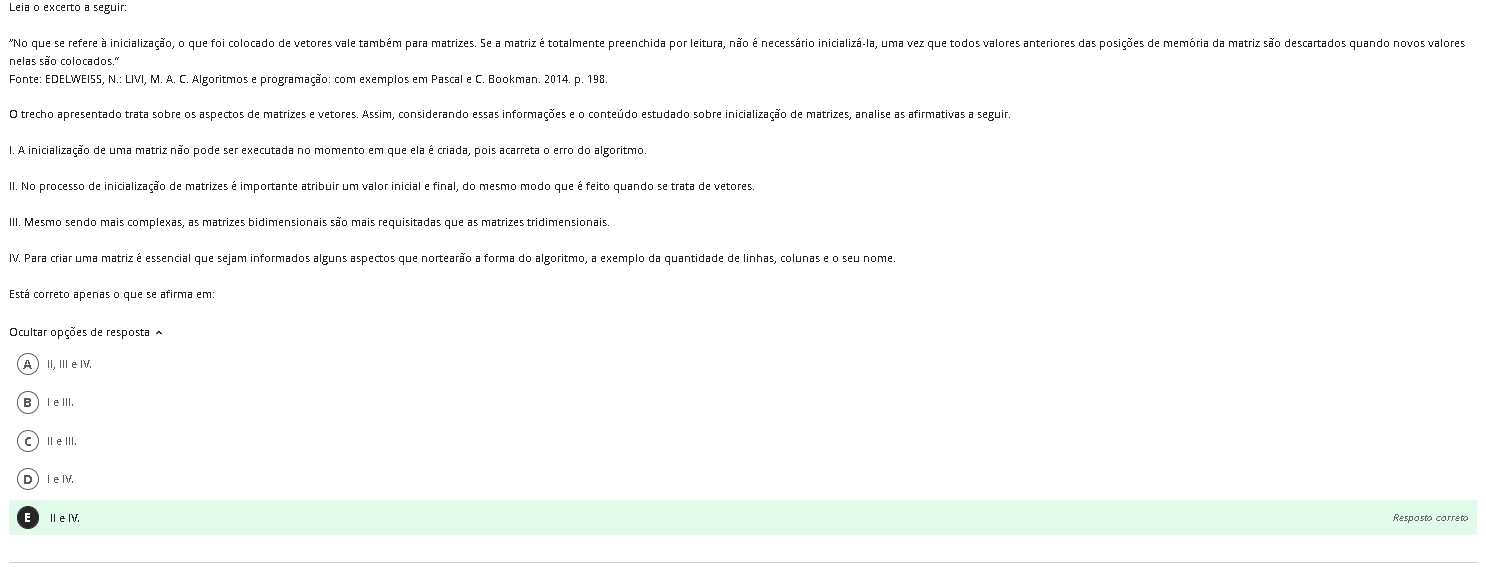 Leia o excerto a seguir:
"No que se refere à inicialização, o que foi colocado de vetores vale também para matrizes. Se a matriz é totalmente preenchida por leitura, não é necessário inicializá-la, uma vez que todos valores anteriores das posições de memória da matriz são descartados quando novos valores
nelas são colocados."
Fonte: EDELWEISS, N.: LIVI, M. A. C. Algoritmos e programação: com exemplos em Pascal e C. Bookman. 2014. p. 198.
O trecho apresentado trata sobre os aspectos de matrizes e vetores. Assim, considerando essas informações e o conteúdo estudado sobre inicialização de matrizes, analise as afirmativas a seguir.
I. A inicialização de uma matriz não pode ser executada no momento em que ela é criada, pois acarreta o erro do algoritmo.
II. No processo de inicialização de matrizes é importante atribuir um valor inicial e final, do mesmo modo que é feito quando se trata de vetores.
III. Mesmo sendo mais complexas, as matrizes bidimensionais são mais requisitadas que as matrizes tridimensionais.
IV. Para criar uma matriz é essencial que sejam informados alguns aspectos que nortearão a forma do algoritmo, a exemplo da quantidade de linhas, colunas e o seu nome.
Está correto apenas o que se afirma em:
Ocultar opções de resposta
A II, III e IV.
B I e III.
C II e III.
D I e IV.
E II e IV. Resposta correta